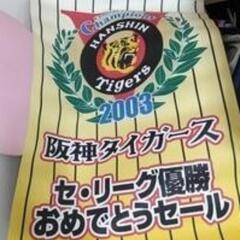 Champions
HANSHIN
Tigers
2003
阪神タイガース
セ・リーグ優勝
おめでとうセール